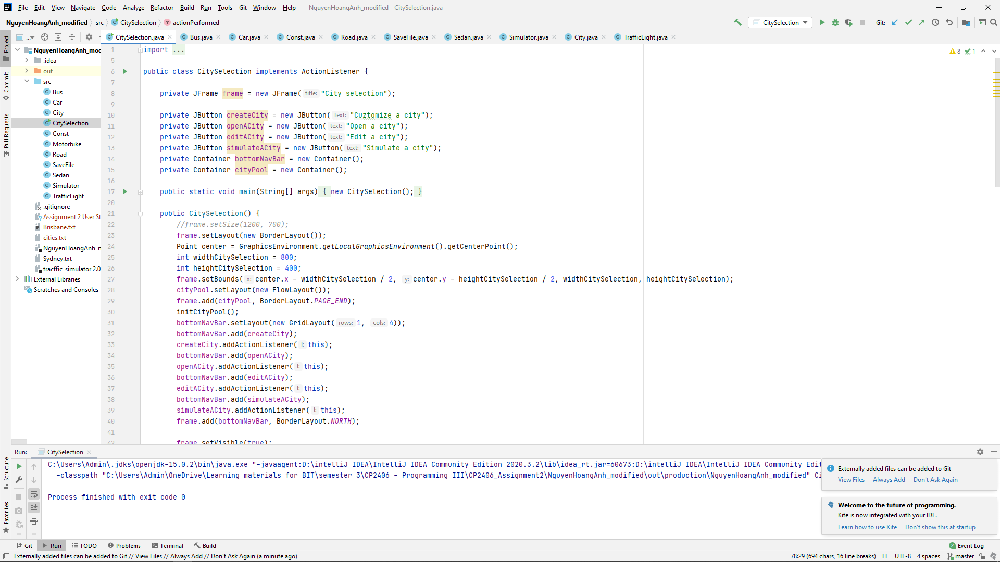 File Edit View Navigate Code Analyze Refactor Build Run Tools Git Window Help NguyenHoangAnh_modified - CitySelection.java
NguyenHoangAnh_modified src CitySelection actionPerformed CitySelection Git:
... CitySelection.java Bus.java Car.java Const.java Road.java SaveFile.java Sedan.java Simulator.java City.java TrafficLight.java
Project
Commit
Pull Requests
Structure
Favorites
NguyenHoangAnh_mod
.idea
out
src
Bus
Car
City
CitySelection
Const
Motorbike
Road
SaveFile
Sedan
Simulator
TrafficLight
.gitignore
Assignment 2 User St
Brisbane.txt
cities.txt
NguyenHoangAnh_m
Sydney.txt
tracffic_simulator 2.0
External Libraries
Scratches and Consoles
8 1
1 import ...
5
6 public class CitySelection implements ActionListener {
7
8 private JFrame frame = new JFrame( title: "City selection");
9
10 private JButton createCity = new JButton( text: "Cuztomize a city");
11 private JButton openACity = new JButton( text: "Open a city");
12 private JButton editACity = new JButton( text: "Edit a city");
13 private JButton simulateACity = new JButton( text: "Simulate a city");
14 private Container bottomNavBar = new Container();
15 private Container cityPool = new Container();
16
17 public static void main(String[] args) { new CitySelection(); }
20
21 public CitySelection() {
22 //frame.setSize(1200, 700);
23 frame.setLayout(new BorderLayout());
24 Point center = GraphicsEnvironment.getLocalGraphicsEnvironment().getCenterPoint();
25 int widthCitySelection = 800;
26 int heightCitySelection = 400;
27 frame.setBounds( x: center.x - widthCitySelection / 2, y: center.y - heightCitySelection / 2, widthCitySelection, heightCitySelection);
28 cityPool.setLayout(new FlowLayout());
29 frame.add(cityPool, BorderLayout.PAGE_END);
30 initCityPool();
31 bottomNavBar.setLayout(new GridLayout( rows: 1, cols: 4));
32 bottomNavBar.add(createCity);
33 createCity.addActionListener( l: this);
34 bottomNavBar.add(openACity);
35 openACity.addActionListener( l: this);
36 bottomNavBar.add(editACity);
37 editACity.addActionListener( l: this);
38 bottomNavBar.add(simulateACity);
39 simulateACity.addActionListener( l: this);
40 frame.add(bottomNavBar, BorderLayout.NORTH);
41
42 frame.setVisible(true);
Run: CitySelection
C:\Users\Admin\.jdks\openjdk-15.0.2\bin\java.exe "-javaagent:D:\intelliJ IDEA\IntelliJ IDEA Community Edition 2020.3.2\lib\idea_rt.jar=60673:D:\intelliJ IDEA\IntelliJ IDEA Community Edit
-classpath "C:\Users\Admin\OneDrive\Learning materials for BIT\semester 3\CP2406 - Programming III\CP2406_Assignment2\NguyenHoangAnh_modified\out\production\NguyenHoangAnh_modified" Ci
Process finished with exit code 0
Externally added files can be added to Git
View Files Always Add Don't Ask Again
Welcome to the future of programming.
Kite is now integrated with your IDE.
Learn how to use Kite Don't show this at startup
Git Run TODO Problems Terminal Build 2 Event Log
Externally added files can be added to Git // View Files // Always Add // Don't Ask Again (a minute ago) 78:29 (694 chars, 16 line breaks) LF UTF-8 4 spaces master